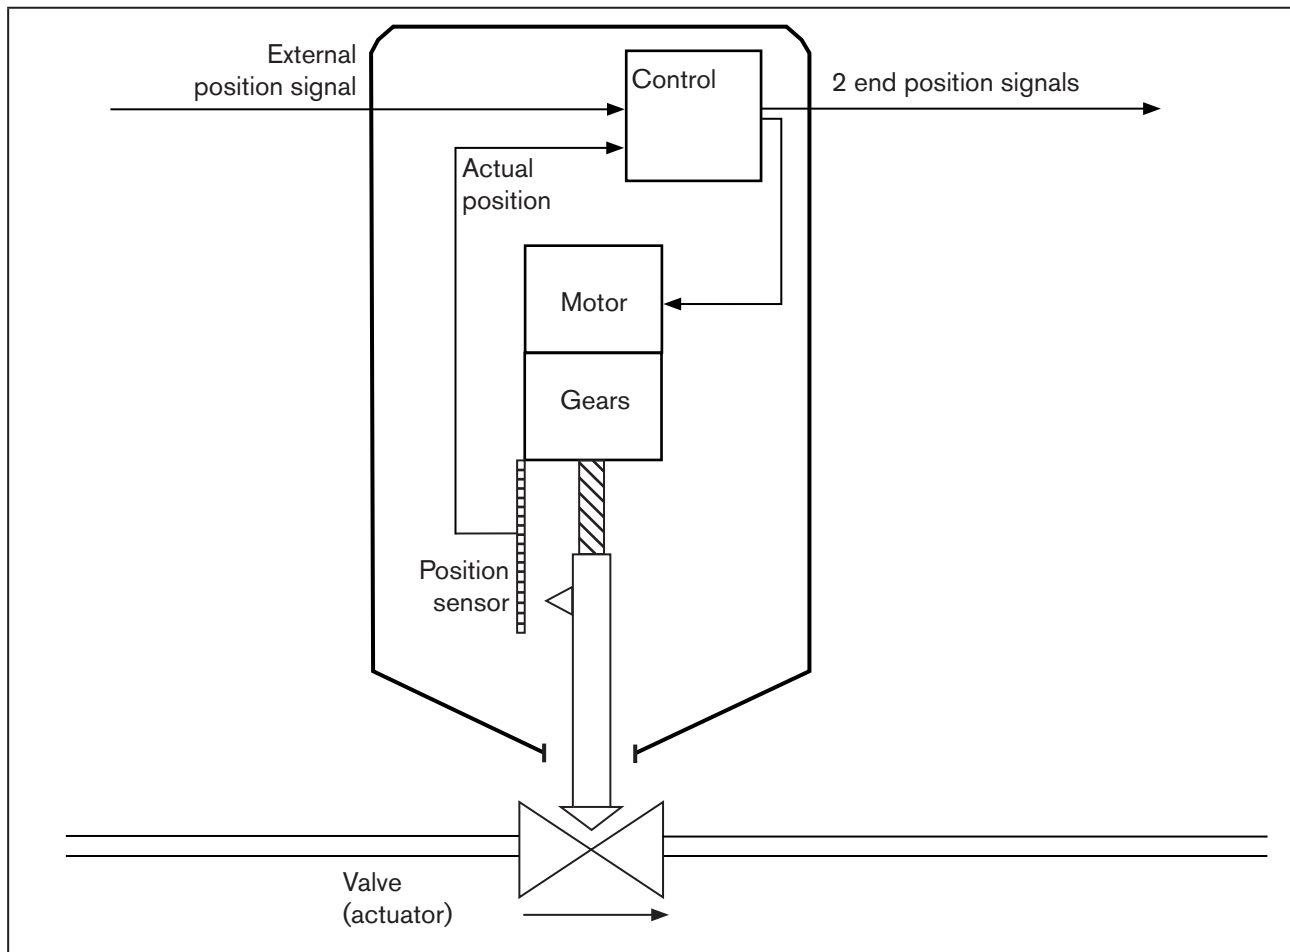 External
position signal
Control
2 end position signals
Actual
position
Motor
Gears
Position
sensor
Valve
(actuator)